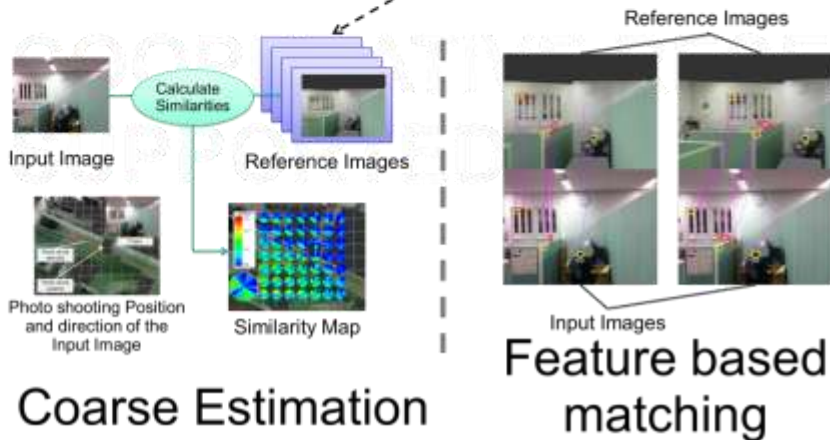 Reference Images
Calculate
Similarities
Input Image
Reference Images
Photo shooting Position
and direction of the
Input Image
Similarity Map
Input Images
Feature based
matching
Coarse Estimation